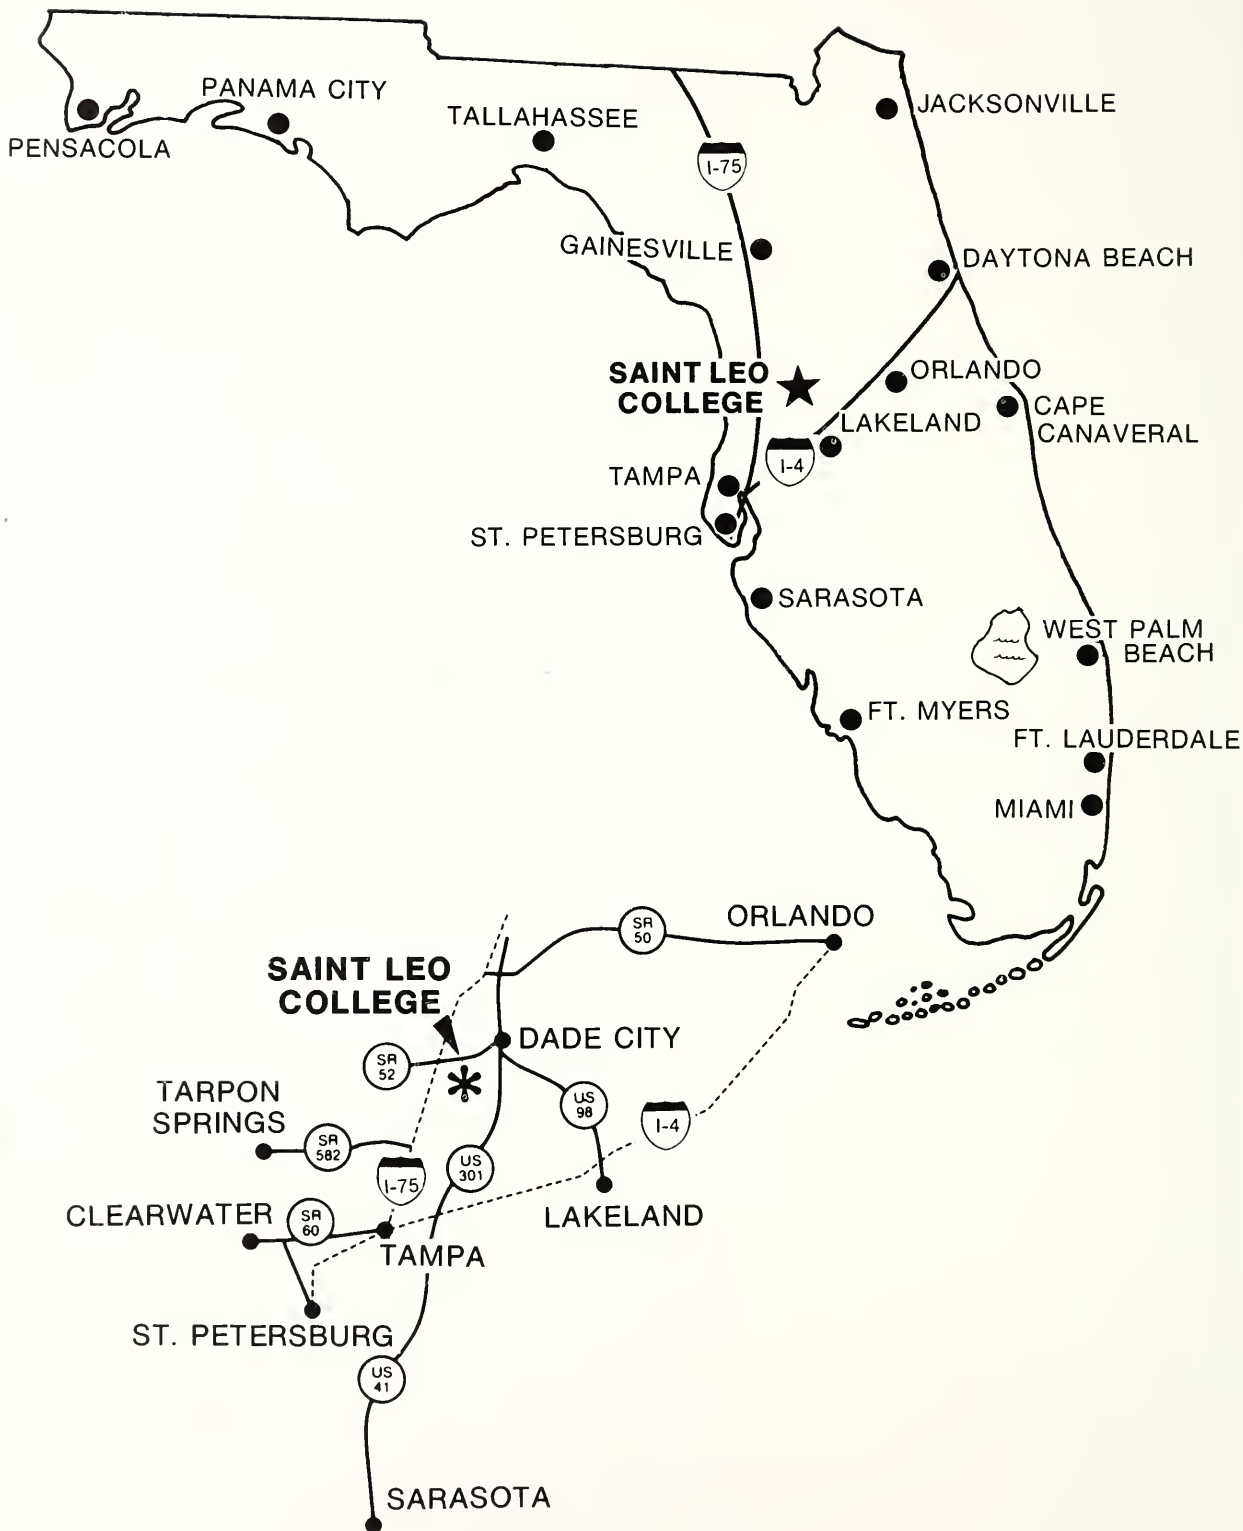 PANAMA CITY
JACKSONVILLE
TALLAHASSEE
PENSACOLA
I-75
GAINESVILLE
DAYTONA BEACH
SAINT LEO
COLLEGE
ORLANDO
CAPE
CANAVERAL
LAKELAND
I-4
TAMPA
ST. PETERSBURG
SARASOTA
WEST PALM
BEACH
FT. MYERS
FT. LAUDERDALE
MIAMI
ORLANDO
SR
50
SAINT LEO
COLLEGE
DADE CITY
SR
52
TARPON
SPRINGS
US
98
I-4
SR
582
US
301
I-75
CLEARWATER
SR
60
LAKELAND
TAMPA
ST. PETERSBURG
US
41
SARASOTA